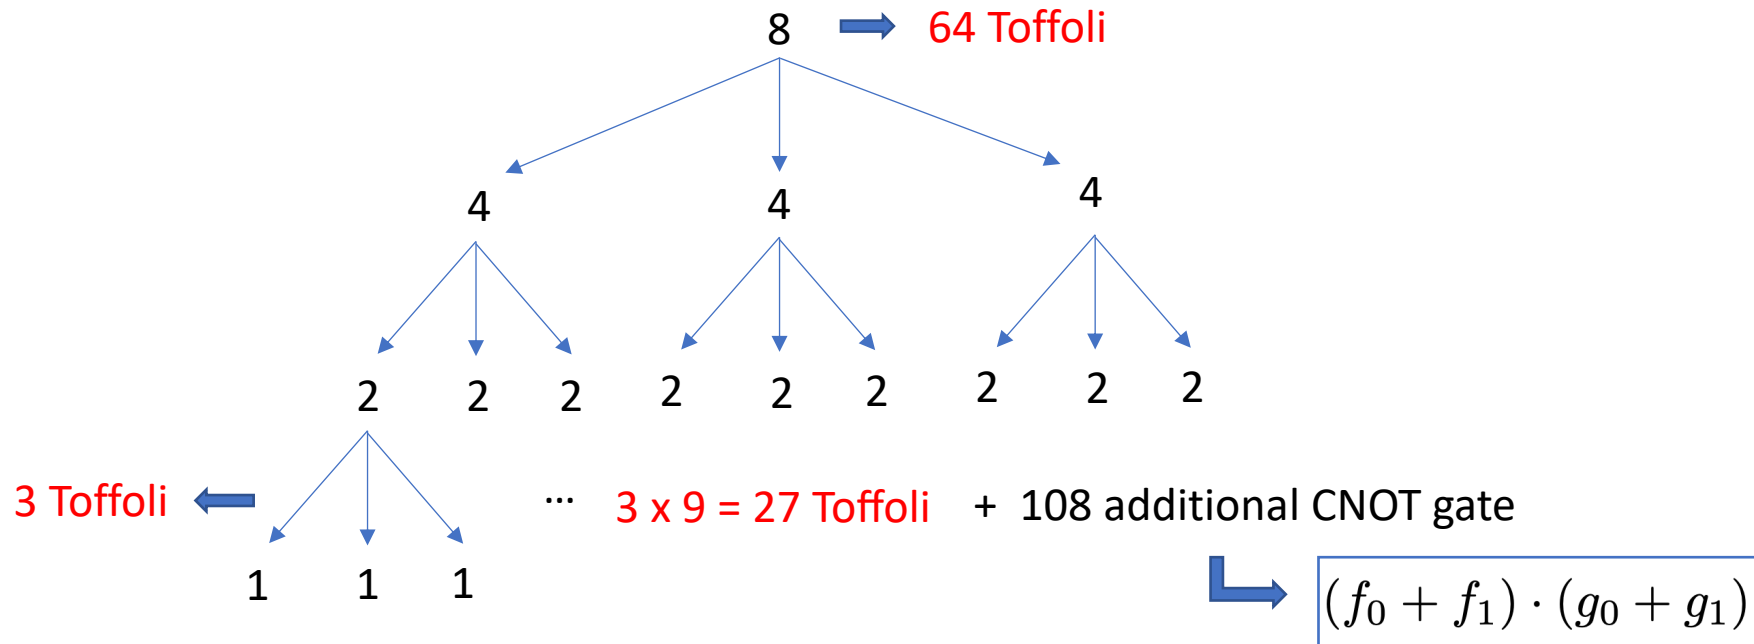 8 64 Toffoli
4 4 4
2 2 2 2 2 2 2 2 2
3 Toffoli ... 3 x 9 = 27 Toffoli + 108 additional CNOT gate
1 1 1
(f₀ + f₁) · (g₀ + g₁)